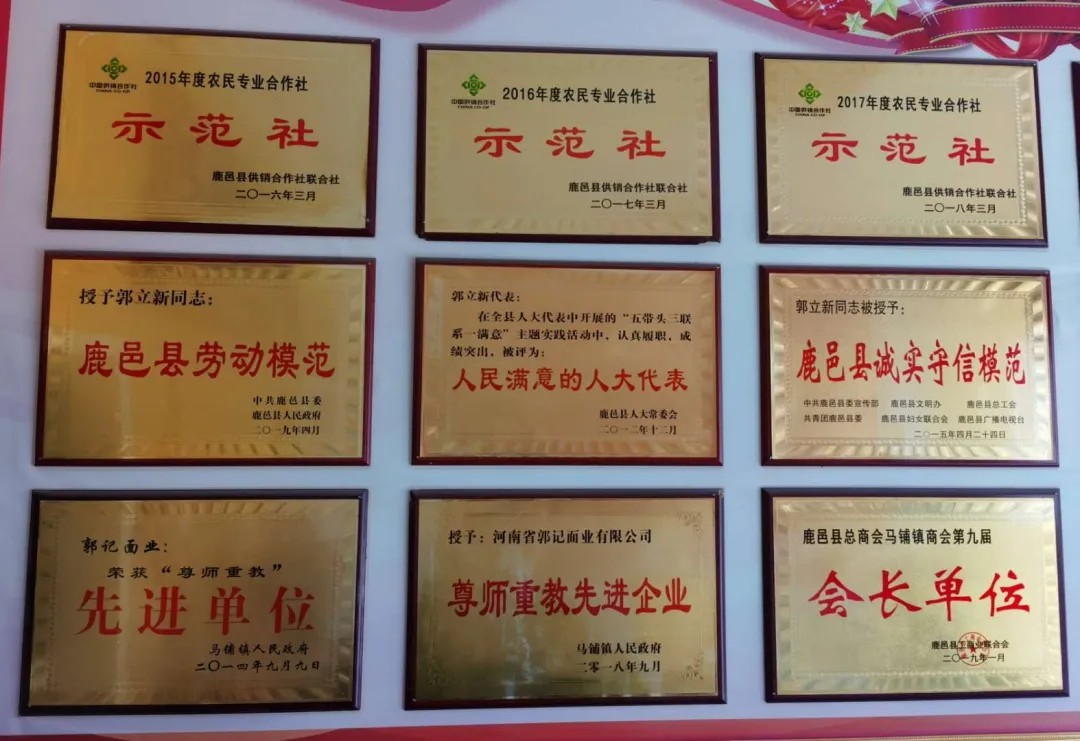 中国供销合作社
CHINA CO-OP
2015年度农民专业合作社
示范社
鹿邑县供销合作社联合社
二〇一六年三月
中国供销合作社
CHINA CO-OP
2016年度农民专业合作社
示范社
鹿邑县供销合作社联合社
二〇一七年三月
中国供销合作社
CHINA CO-OP
2017年度农民专业合作社
示范社
鹿邑县供销合作社联合社
二〇一八年三月
授予郭立新同志：
鹿邑县劳动模范
中共鹿邑县委
鹿邑县人民政府
二〇一九年四月
郭立新代表：
在全县人大代表中开展的“五带头三联
系一满意”主题实践活动中，认真履职，成
绩突出，被评为：
人民满意的人大代表
鹿邑县人大常委会
二〇一二年十二月
郭立新同志被授予：
鹿邑县诚实守信模范
中共鹿邑县委宣传部 鹿邑县文明办 鹿邑县总工会
共青团鹿邑县委 鹿邑县妇女联合会 鹿邑县广播电视台
二〇一五年四月二十四日
郭记面业：
荣获“尊师重教”
先进单位
马铺镇人民政府
二〇一四年九月九日
授予：河南省郭记面业有限公司
尊师重教先进企业
马铺镇人民政府
二零一八年九月
鹿邑县总商会马铺镇商会第九届
会长单位
鹿邑县工商业联合会
二〇一九年一月